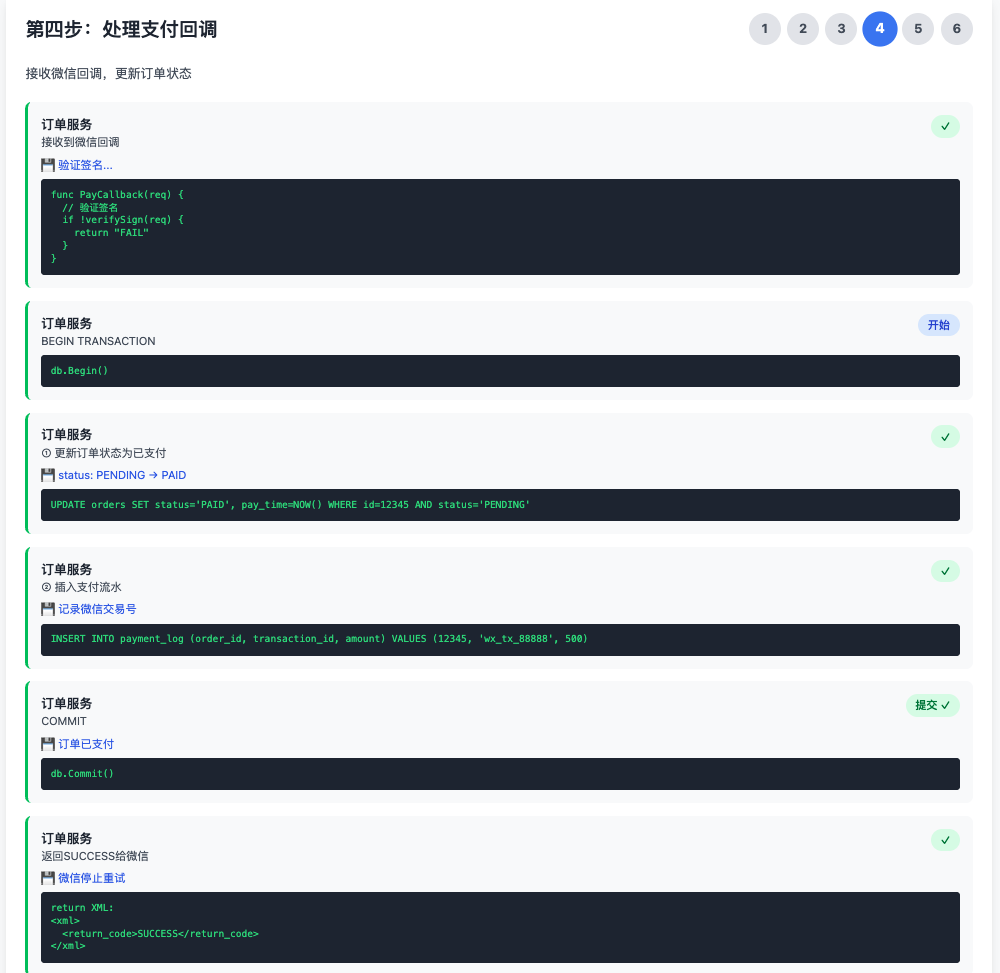 第四步：处理支付回调
1 2 3 4 5 6
接收微信回调，更新订单状态
订单服务
✓
接收到微信回调
💾 验证签名...
func PayCallback(req) {
  // 验证签名
  if !verifySign(req) {
    return "FAIL"
  }
}
订单服务
开始
BEGIN TRANSACTION
db.Begin()
订单服务
✓
① 更新订单状态为已支付
💾 status: PENDING → PAID
UPDATE orders SET status='PAID', pay_time=NOW() WHERE id=12345 AND status='PENDING'
订单服务
✓
② 插入支付流水
💾 记录微信交易号
INSERT INTO payment_log (order_id, transaction_id, amount) VALUES (12345, 'wx_tx_88888', 500)
订单服务
提交 ✓
COMMIT
💾 订单已支付
db.Commit()
订单服务
✓
返回SUCCESS给微信
💾 微信停止重试
return XML:
<xml>
  <return_code>SUCCESS</return_code>
</xml>